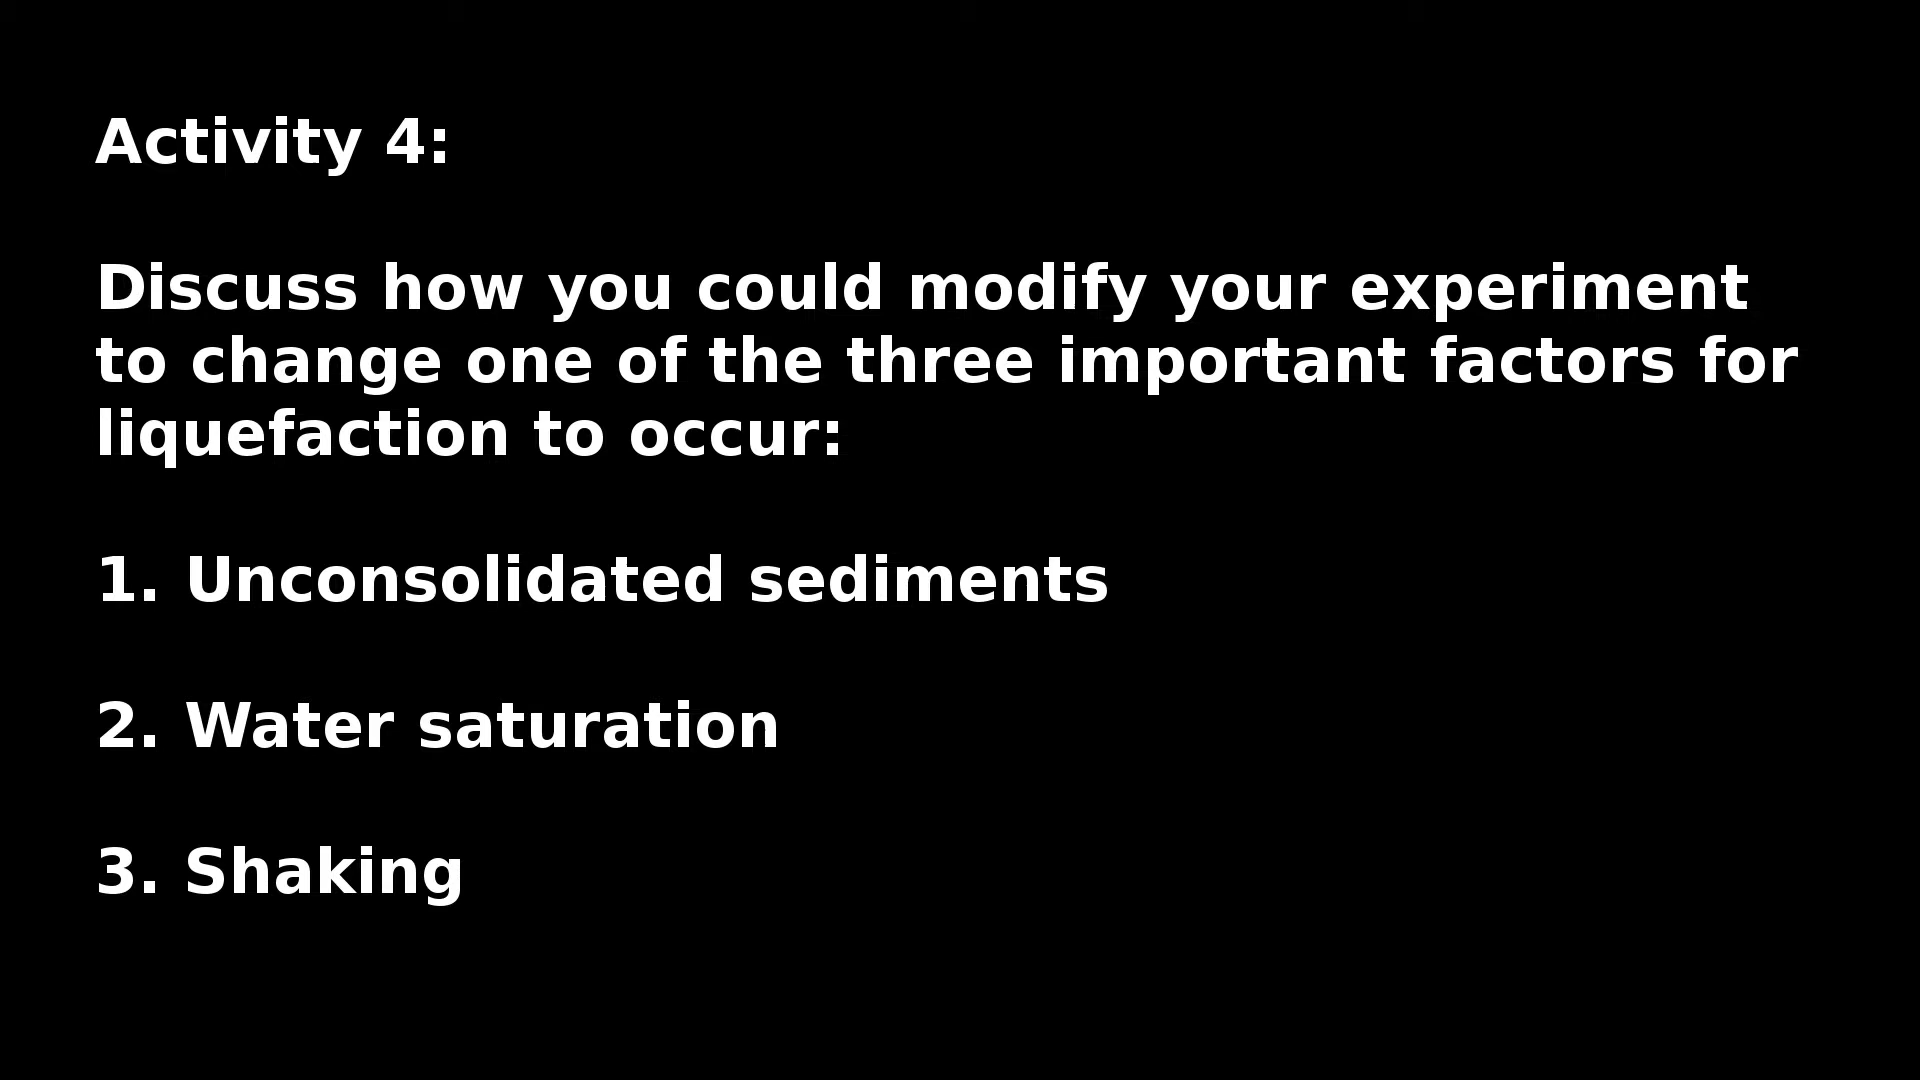 Activity 4:
Discuss how you could modify your experiment
to change one of the three important factors for
liquefaction to occur:
1. Unconsolidated sediments
2. Water saturation
3. Shaking